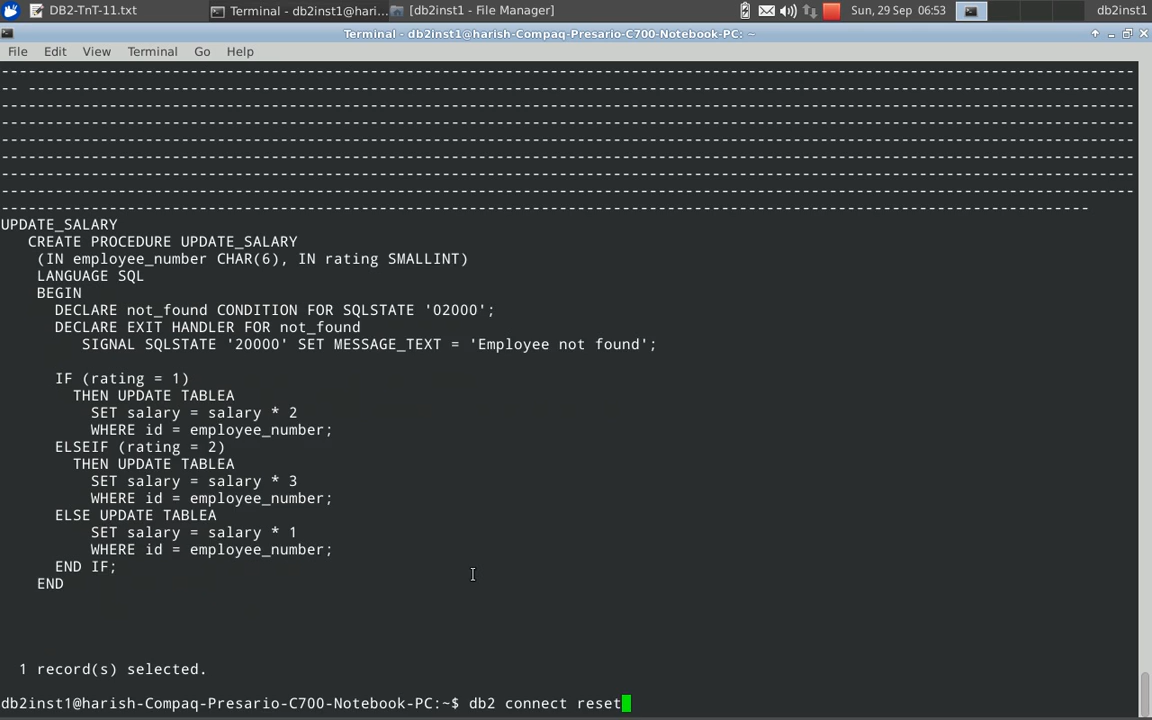 DB2-TnT-11.txt
Terminal - db2inst1@hari...
[db2inst1 - File Manager]
Sun, 29 Sep 06:53
db2inst1
Terminal - db2inst1@harish-Compaq-Presario-C700-Notebook-PC: ~
File Edit View Terminal Go Help
--------------------------------------------------------------------------------------------------------------------------------
-- -----------------------------------------------------------------------------------------------------------------------------
--------------------------------------------------------------------------------------------------------------------------------
--------------------------------------------------------------------------------------------------------------------------------
--------------------------------------------------------------------------------------------------------------------------------
--------------------------------------------------------------------------------------------------------------------------------
--------------------------------------------------------------------------------------------------------------------------------
--------------------------------------------------------------------------------------------------------------------------------
---------------------------------------------------------------------------------------------------------------------------
UPDATE_SALARY
   CREATE PROCEDURE UPDATE_SALARY
    (IN employee_number CHAR(6), IN rating SMALLINT)
    LANGUAGE SQL
    BEGIN
      DECLARE not_found CONDITION FOR SQLSTATE '02000';
      DECLARE EXIT HANDLER FOR not_found
         SIGNAL SQLSTATE '20000' SET MESSAGE_TEXT = 'Employee not found';
      IF (rating = 1)
        THEN UPDATE TABLEA
          SET salary = salary * 2
          WHERE id = employee_number;
      ELSEIF (rating = 2)
        THEN UPDATE TABLEA
          SET salary = salary * 3
          WHERE id = employee_number;
      ELSE UPDATE TABLEA
          SET salary = salary * 1
          WHERE id = employee_number;
      END IF;
    END
  1 record(s) selected.
db2inst1@harish-Compaq-Presario-C700-Notebook-PC:~$ db2 connect reset